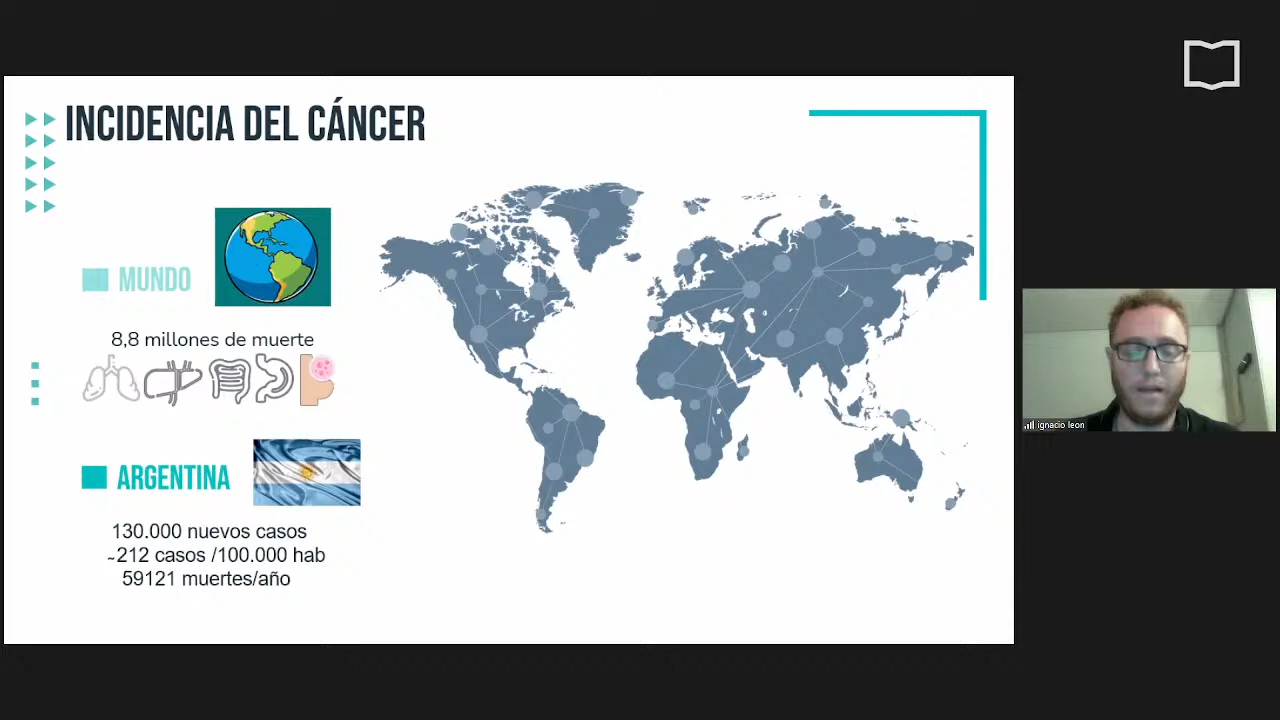 INCIDENCIA DEL CÁNCER
MUNDO
8,8 millones de muerte
ARGENTINA
130.000 nuevos casos
~212 casos /100.000 hab
59121 muertes/año
ignacio leon